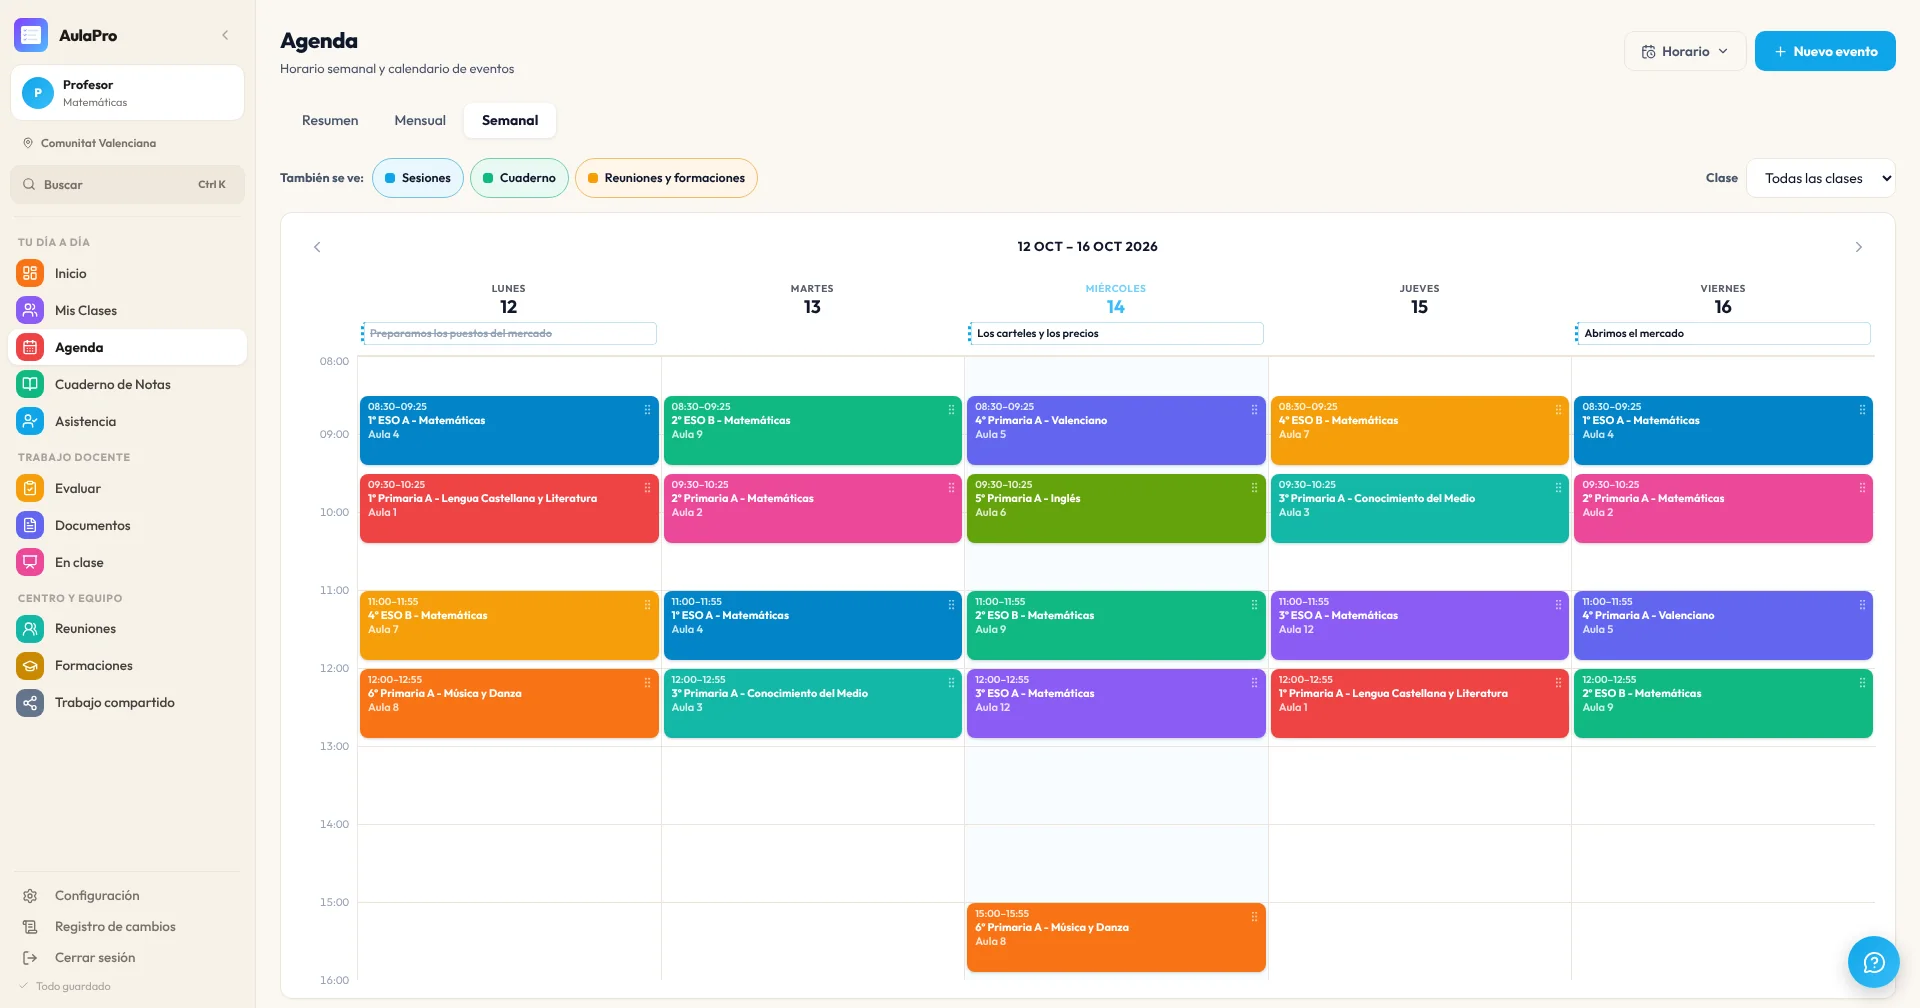 AulaPro
P
Profesor
Matemáticas
Comunitat Valenciana
Buscar
Ctrl K
TU DÍA A DÍA
Inicio
Mis Clases
Agenda
Cuaderno de Notas
Asistencia
TRABAJO DOCENTE
Evaluar
Documentos
En clase
CENTRO Y EQUIPO
Reuniones
Formaciones
Trabajo compartido
Configuración
Registro de cambios
Cerrar sesión
Todo guardado
Agenda
Horario semanal y calendario de eventos
Horario
Nuevo evento
Resumen
Mensual
Semanal
También se ve:
Sesiones
Cuaderno
Reuniones y formaciones
Clase
Todas las clases
12 OCT – 16 OCT 2026
LUNES
12
MARTES
13
MIÉRCOLES
14
JUEVES
15
VIERNES
16
Preparamos los puestos del mercado
Los carteles y los precios
Abrimos el mercado
08:00
08:30–09:25
1º ESO A - Matemáticas
Aula 4
08:30–09:25
2º ESO B - Matemáticas
Aula 9
08:30–09:25
4º Primaria A - Valenciano
Aula 5
08:30–09:25
4º ESO B - Matemáticas
Aula 7
08:30–09:25
1º ESO A - Matemáticas
Aula 4
09:00
09:30–10:25
1º Primaria A - Lengua Castellana y Literatura
Aula 1
09:30–10:25
2º Primaria A - Matemáticas
Aula 2
09:30–10:25
5º Primaria A - Inglés
Aula 6
09:30–10:25
3º Primaria A - Conocimiento del Medio
Aula 3
09:30–10:25
2º Primaria A - Matemáticas
Aula 2
10:00
11:00
11:00–11:55
4º ESO B - Matemáticas
Aula 7
11:00–11:55
1º ESO A - Matemáticas
Aula 4
11:00–11:55
2º ESO B - Matemáticas
Aula 9
11:00–11:55
3º ESO A - Matemáticas
Aula 12
11:00–11:55
4º Primaria A - Valenciano
Aula 5
12:00
12:00–12:55
6º Primaria A - Música y Danza
Aula 8
12:00–12:55
3º Primaria A - Conocimiento del Medio
Aula 3
12:00–12:55
3º ESO A - Matemáticas
Aula 12
12:00–12:55
1º Primaria A - Lengua Castellana y Literatura
Aula 1
12:00–12:55
2º ESO B - Matemáticas
Aula 9
13:00
14:00
15:00
15:00–15:55
6º Primaria A - Música y Danza
Aula 8
16:00